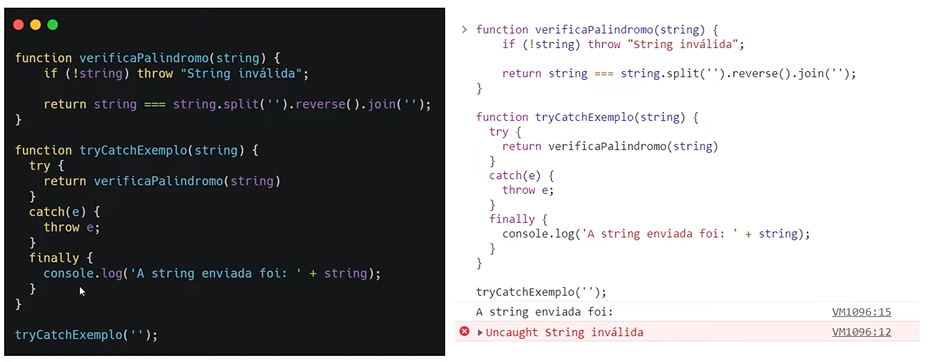 function verificaPalindromo(string) {
    if (!string) throw "String inválida";

    return string === string.split('').reverse().join('');
}

function tryCatchExemplo(string) {
  try {
    return verificaPalindromo(string)
  }
  catch(e) {
    throw e;
  }
  finally {
    console.log('A string enviada foi: ' + string);
  }
}

tryCatchExemplo('');
> function verificaPalindromo(string) {
    if (!string) throw "String inválida";

    return string === string.split('').reverse().join('');
}

function tryCatchExemplo(string) {
  try {
    return verificaPalindromo(string)
  }
  catch(e) {
    throw e;
  }
  finally {
    console.log('A string enviada foi: ' + string);
  }
}

tryCatchExemplo('');
A string enviada foi: VM1096:15
Uncaught String inválida VM1096:12